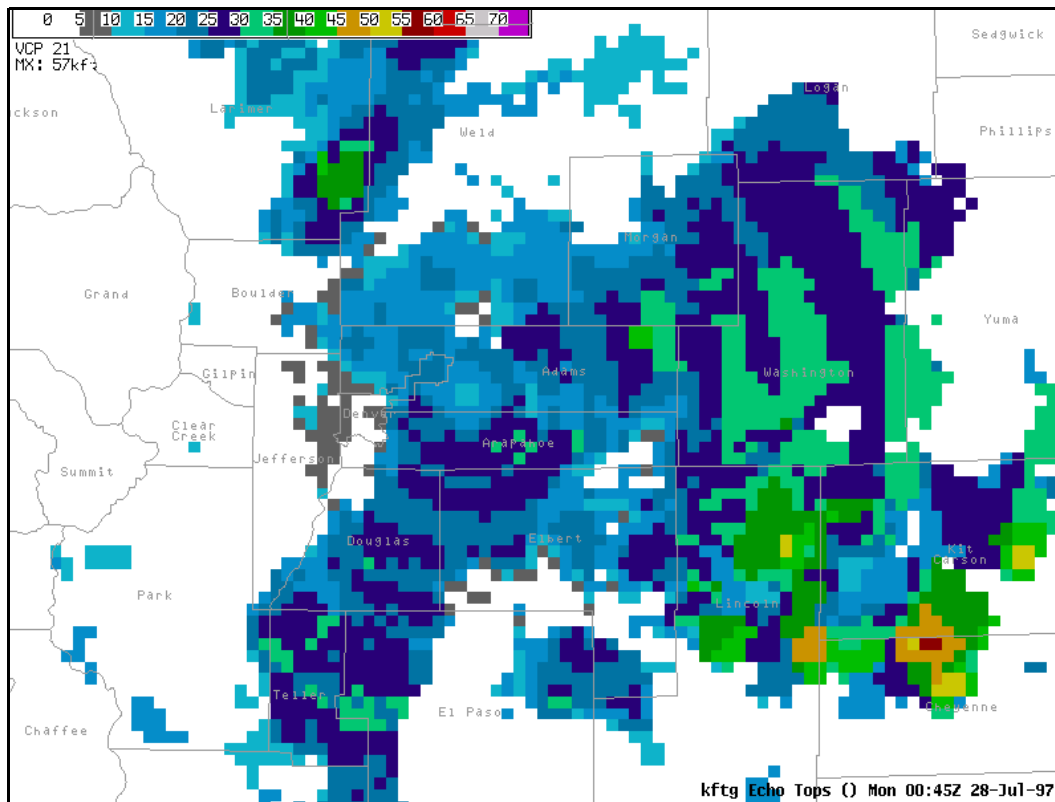 0 5 10 15 20 25 30 35 40 45 50 55 60 65 70
VCP 21
MX: 57kft
Sedgwick
Logan
ckson
Larimer
Weld
Phillips
Morgan
Grand
Boulder
Yuma
Gilpin
Adams
Washington
Denver
Clear
Creek
Arapahoe
Jefferson
Summit
Douglas
Elbert
Kit
Carson
Park
Lincoln
Teller
El Paso
Cheyenne
Chaffee
kftg Echo Tops () Mon 00:45Z 28-Jul-97